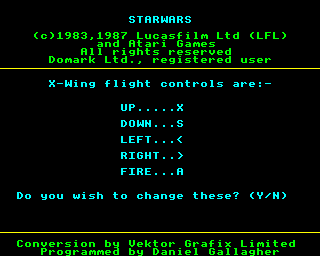 STARWARS
(c)1983,1987 Lucasfilm Ltd (LFL)
and Atari Games
All rights reserved
Domark Ltd., registered user
X-Wing flight controls are:-
UP.....X
DOWN...S
LEFT...<
RIGHT..>
FIRE...A
Do you wish to change these? (Y/N)
Conversion by Vektor Grafix Limited
Programmed by Daniel Gallagher